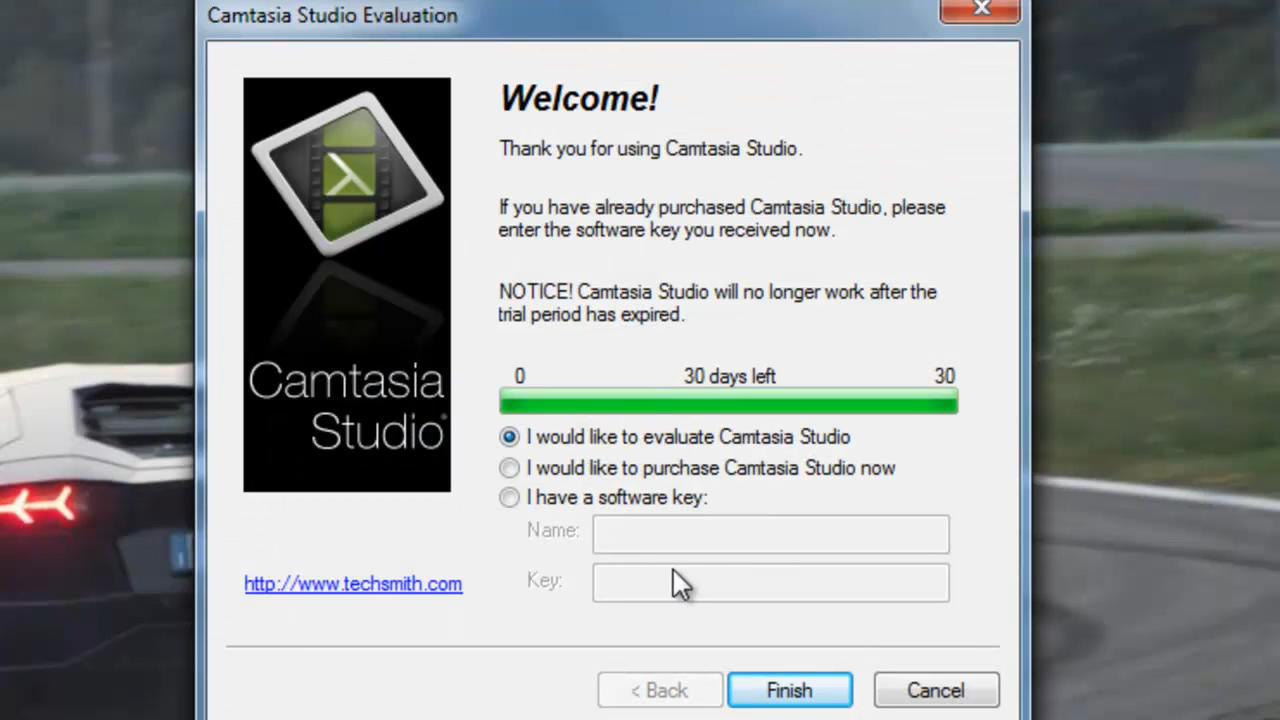 Camtasia Studio Evaluation
Welcome!
Thank you for using Camtasia Studio.
If you have already purchased Camtasia Studio, please
enter the software key you received now.
NOTICE! Camtasia Studio will no longer work after the
trial period has expired.
0 30 days left 30
I would like to evaluate Camtasia Studio
I would like to purchase Camtasia Studio now
I have a software key:
Name:
Key:
Camtasia
Studio®
http://www.techsmith.com
< Back Finish Cancel